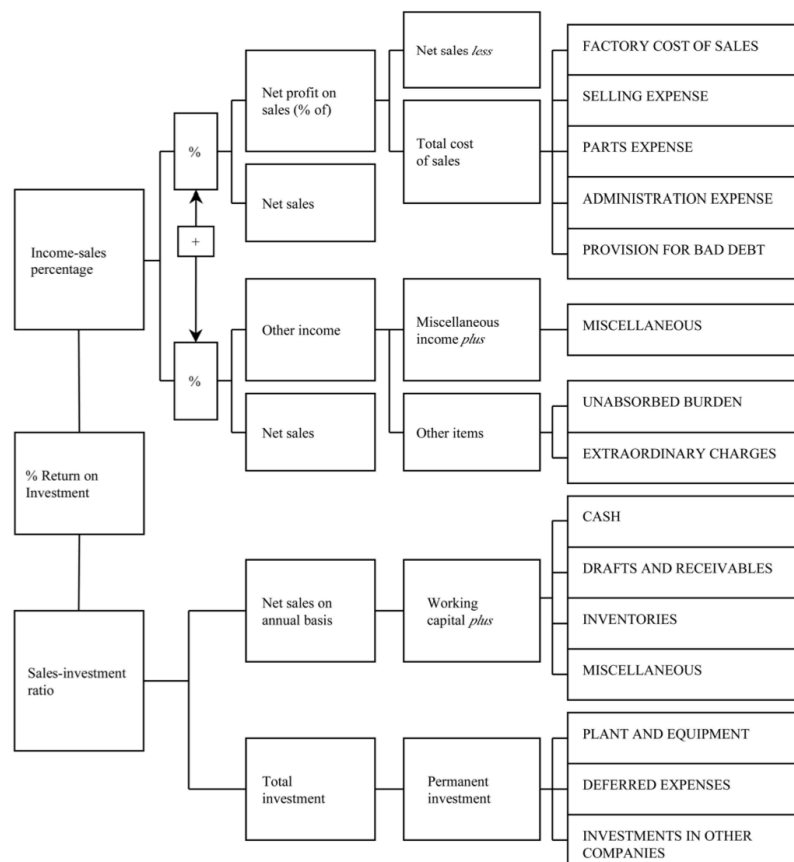 Net sales less
FACTORY COST OF SALES
Net profit on
sales (% of)
SELLING EXPENSE
%
Total cost
of sales
PARTS EXPENSE
Net sales
ADMINISTRATION EXPENSE
Income-sales
percentage
+
PROVISION FOR BAD DEBT
Other income
Miscellaneous
income plus
MISCELLANEOUS
%
Net sales
Other items
UNABSORBED BURDEN
EXTRAORDINARY CHARGES
% Return on
Investment
CASH
Net sales on
annual basis
Working
capital plus
DRAFTS AND RECEIVABLES
INVENTORIES
Sales-investment
ratio
MISCELLANEOUS
PLANT AND EQUIPMENT
Total
investment
Permanent
investment
DEFERRED EXPENSES
INVESTMENTS IN OTHER
COMPANIES